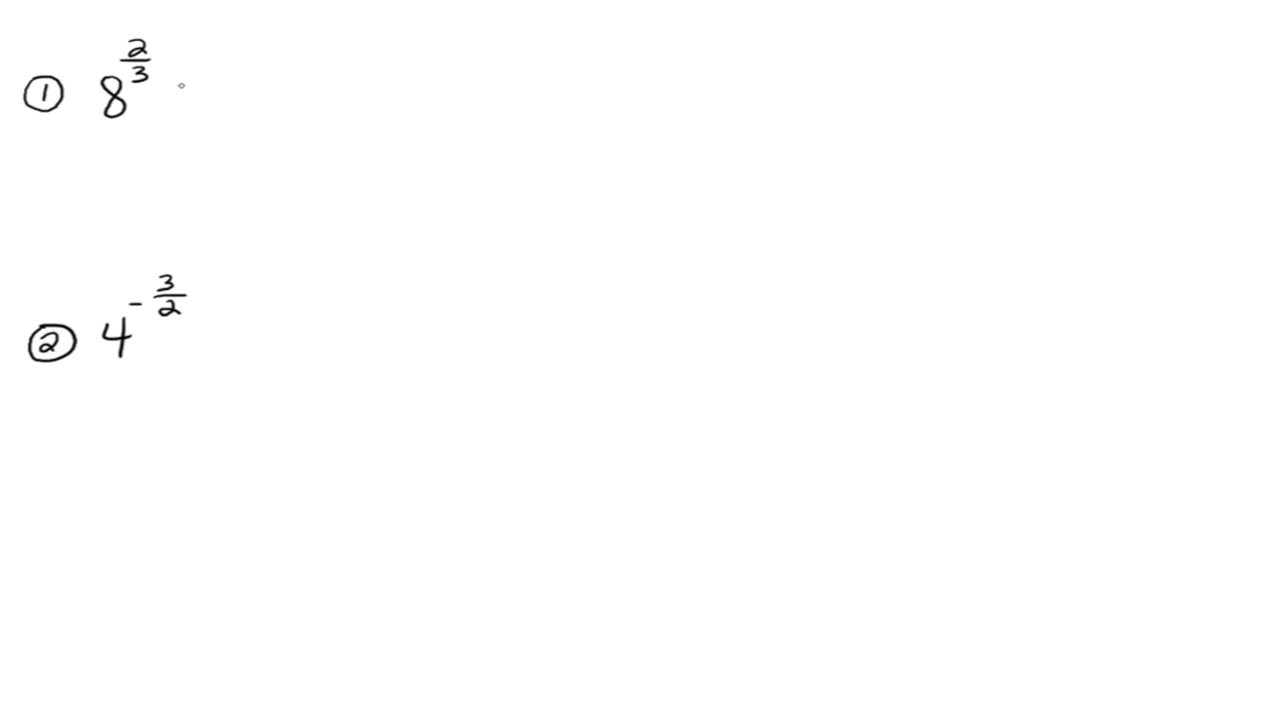 ① 8^(2/3)
② 4^(-3/2)